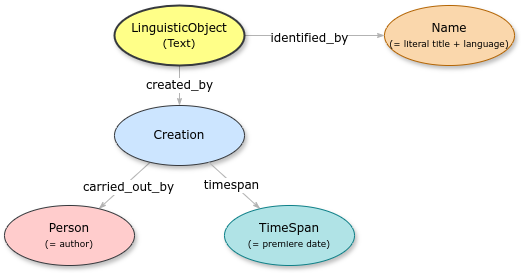 LinguisticObject
(Text)
identified_by
Name
(= literal title + language)
created_by
Creation
carried_out_by
timespan
Person
(= author)
TimeSpan
(= premiere date)